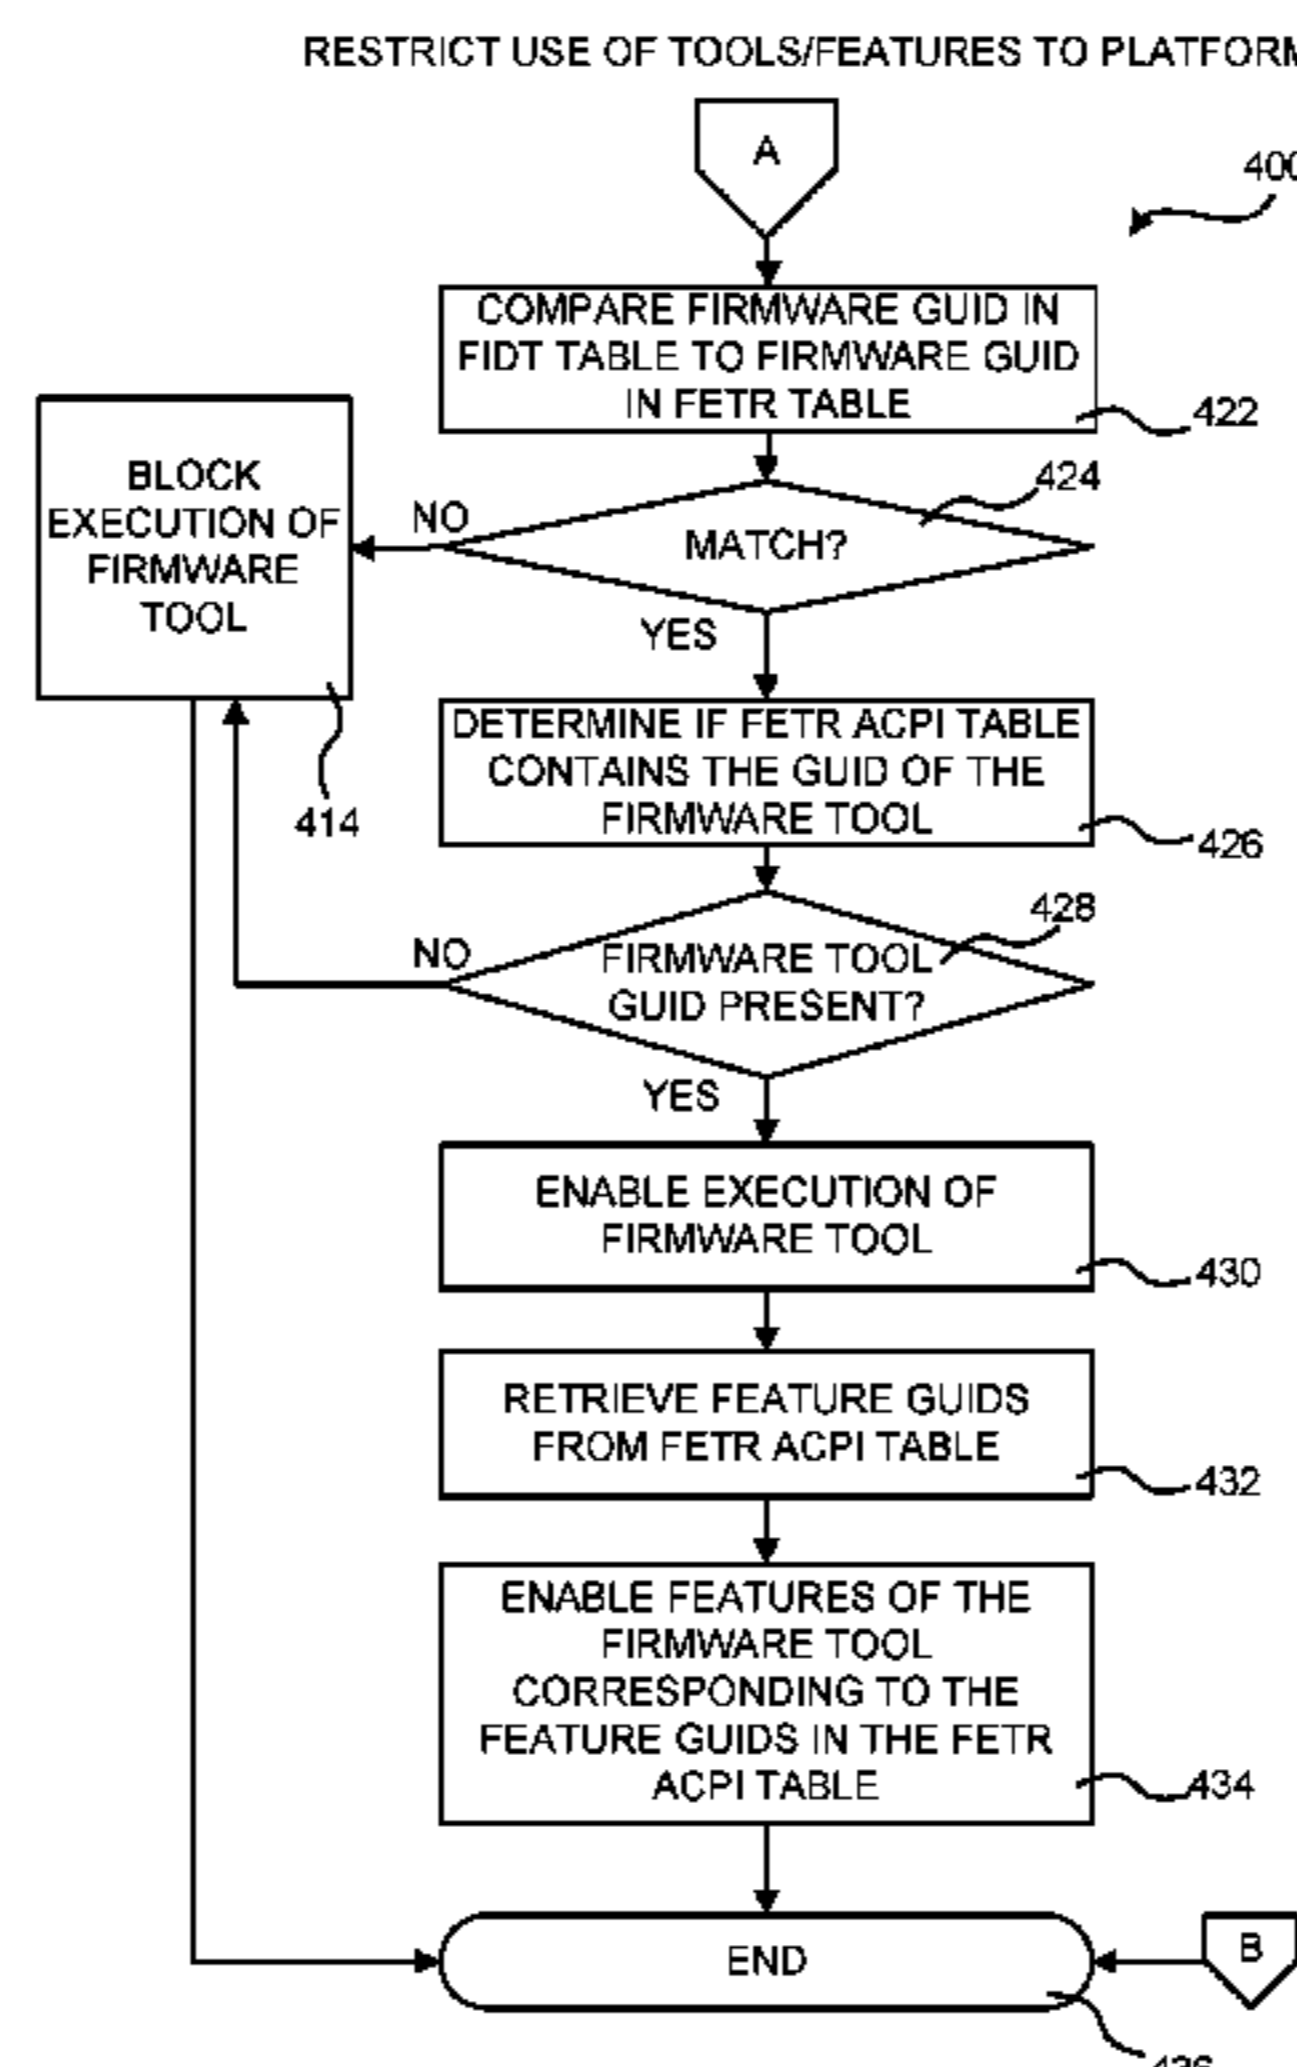 RESTRICT USE OF TOOLS/FEATURES TO PLATFORM
A
400
COMPARE FIRMWARE GUID IN
FIDT TABLE TO FIRMWARE GUID
IN FETR TABLE
422
BLOCK
EXECUTION OF
FIRMWARE
TOOL
414
424
NO
MATCH?
YES
DETERMINE IF FETR ACPI TABLE
CONTAINS THE GUID OF THE
FIRMWARE TOOL
426
428
NO
FIRMWARE TOOL
GUID PRESENT?
YES
ENABLE EXECUTION OF
FIRMWARE TOOL
430
RETRIEVE FEATURE GUIDS
FROM FETR ACPI TABLE
432
ENABLE FEATURES OF THE
FIRMWARE TOOL
CORRESPONDING TO THE
FEATURE GUIDS IN THE FETR
ACPI TABLE
434
END
B